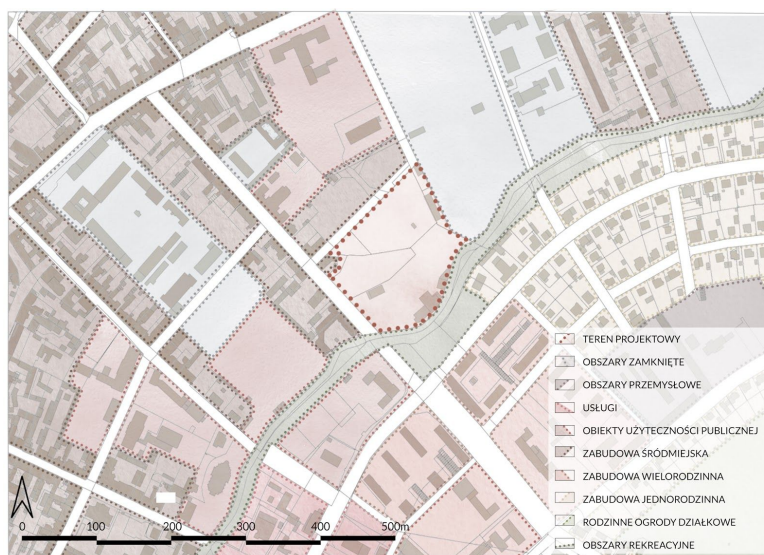 TEREN PROJEKTOWY
OBSZARY ZAMKNIĘTE
OBSZARY PRZEMYSŁOWE
USŁUGI
OBIEKTY UŻYTECZNOŚCI PUBLICZNEJ
ZABUDOWA ŚRÓDMIEJSKA
ZABUDOWA WIELORODZINNA
ZABUDOWA JEDNORODZINNA
RODZINNE OGRODY DZIAŁKOWE
OBSZARY REKREACYJNE
0 100 200 300 400 500m